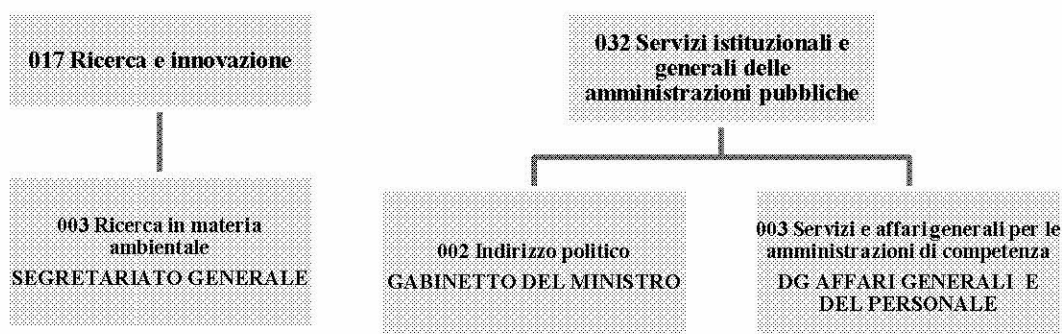 017 Ricerca e innovazione
032 Servizi istituzionali e
generali delle
amministrazioni pubbliche
003 Ricerca in materia
ambientale
SEGRETARIATO GENERALE
002 Indirizzo politico
GABINETTO DEL MINISTRO
003 Servizi e affari generali per le
amministrazioni di competenza
DG AFFARI GENERALI E
DEL PERSONALE